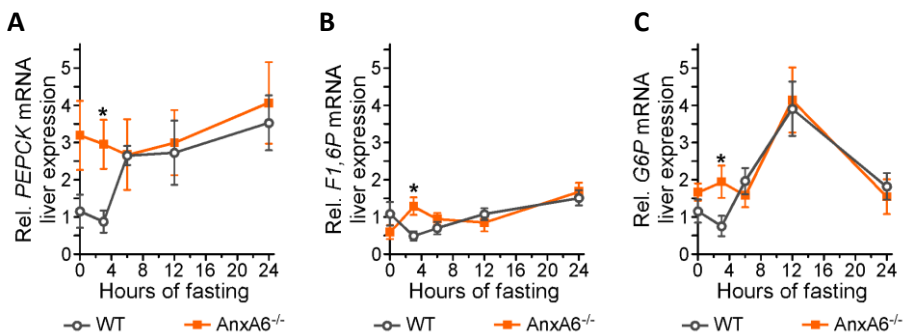 A
Rel. PEPCK mRNA
liver expression
5
4
3
2
1
0
*
0 4 8 12 16 20 24
Hours of fasting
WT AnxA6-/-
B
Rel. F1,6P mRNA
liver expression
5
4
3
2
1
0
*
0 4 8 12 16 20 24
Hours of fasting
WT AnxA6-/-
C
Rel. G6P mRNA
liver expression
5
4
3
2
1
0
*
0 4 8 12 16 20 24
Hours of fasting
WT AnxA6-/-